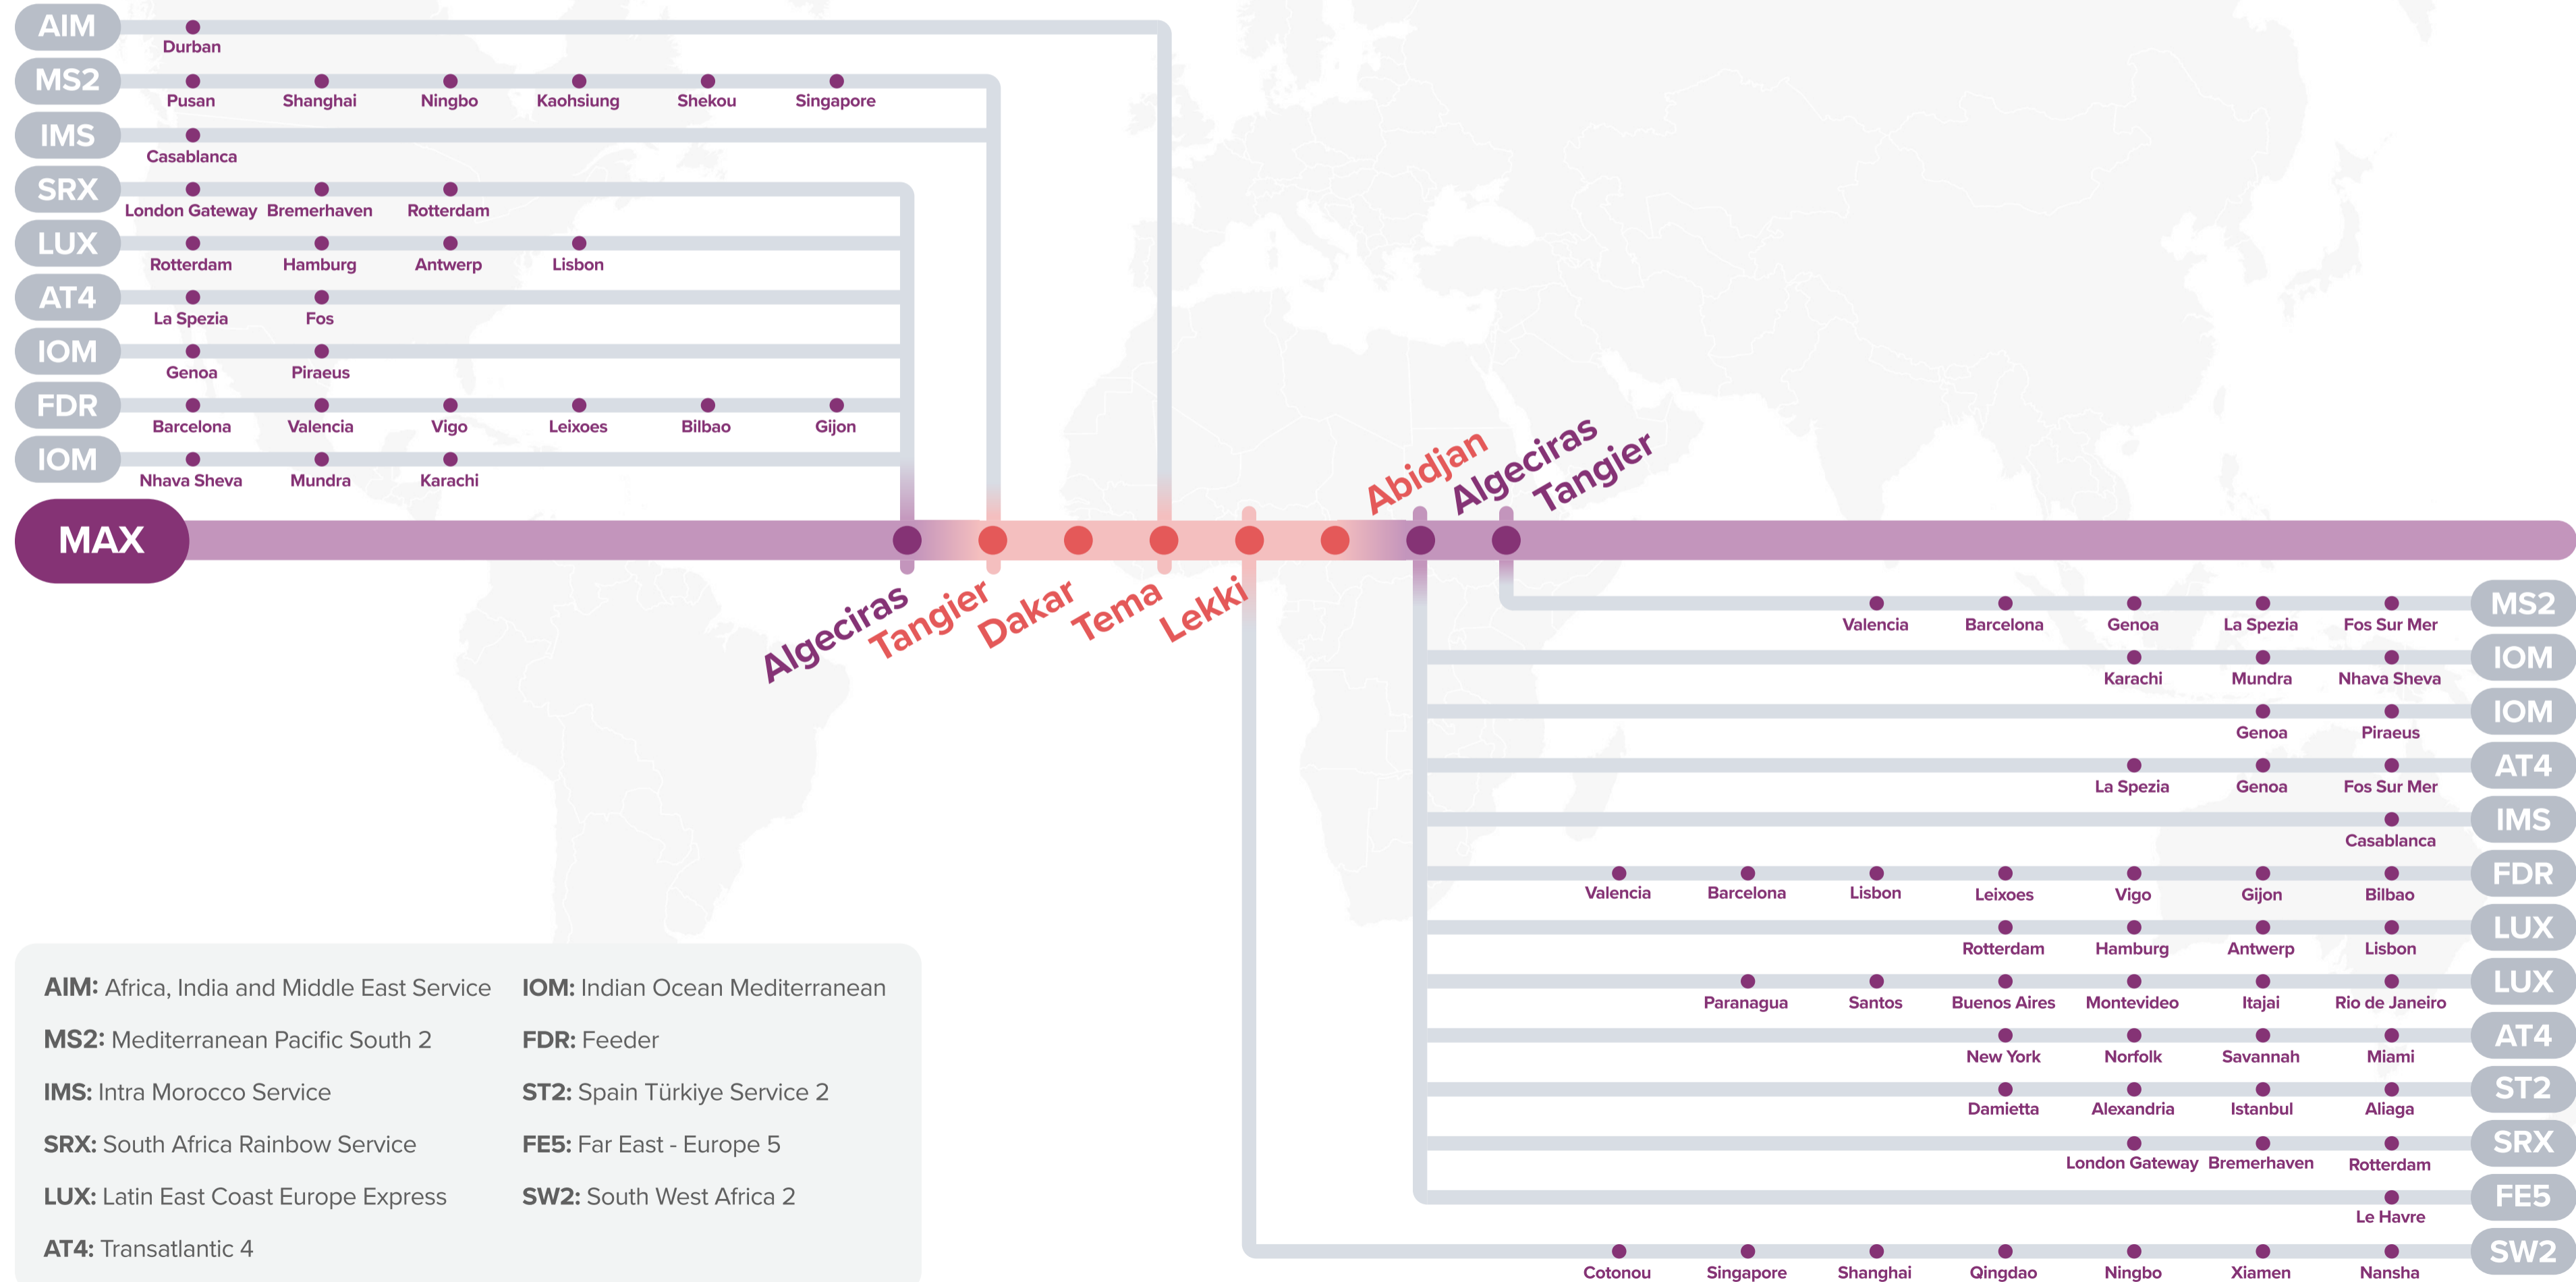 AIM
Durban
MS2
Pusan Shanghai Ningbo Kaohsiung Shekou Singapore
IMS
Casablanca
SRX
London Gateway Bremerhaven Rotterdam
LUX
Rotterdam Hamburg Antwerp Lisbon
AT4
La Spezia Fos
IOM
Genoa Piraeus
FDR
Barcelona Valencia Vigo Leixoes Bilbao Gijon
IOM
Nhava Sheva Mundra Karachi
MAX
Algeciras
Tangier
Dakar
Tema
Lekki
Abidjan
Algeciras
Tangier
MS2
Valencia Barcelona Genoa La Spezia Fos Sur Mer
IOM
Karachi Mundra Nhava Sheva
IOM
Genoa Piraeus
AT4
La Spezia Genoa Fos Sur Mer
IMS
Casablanca
FDR
Valencia Barcelona Lisbon Leixoes Vigo Gijon Bilbao
LUX
Rotterdam Hamburg Antwerp Lisbon
LUX
Paranagua Santos Buenos Aires Montevideo Itajai Rio de Janeiro
AT4
New York Norfolk Savannah Miami
ST2
Damietta Alexandria Istanbul Aliaga
SRX
London Gateway Bremerhaven Rotterdam
FE5
Le Havre
SW2
Cotonou Singapore Shanghai Qingdao Ningbo Xiamen Nansha
AIM: Africa, India and Middle East Service
MS2: Mediterranean Pacific South 2
IMS: Intra Morocco Service
SRX: South Africa Rainbow Service
LUX: Latin East Coast Europe Express
AT4: Transatlantic 4
IOM: Indian Ocean Mediterranean
FDR: Feeder
ST2: Spain Türkiye Service 2
FE5: Far East - Europe 5
SW2: South West Africa 2